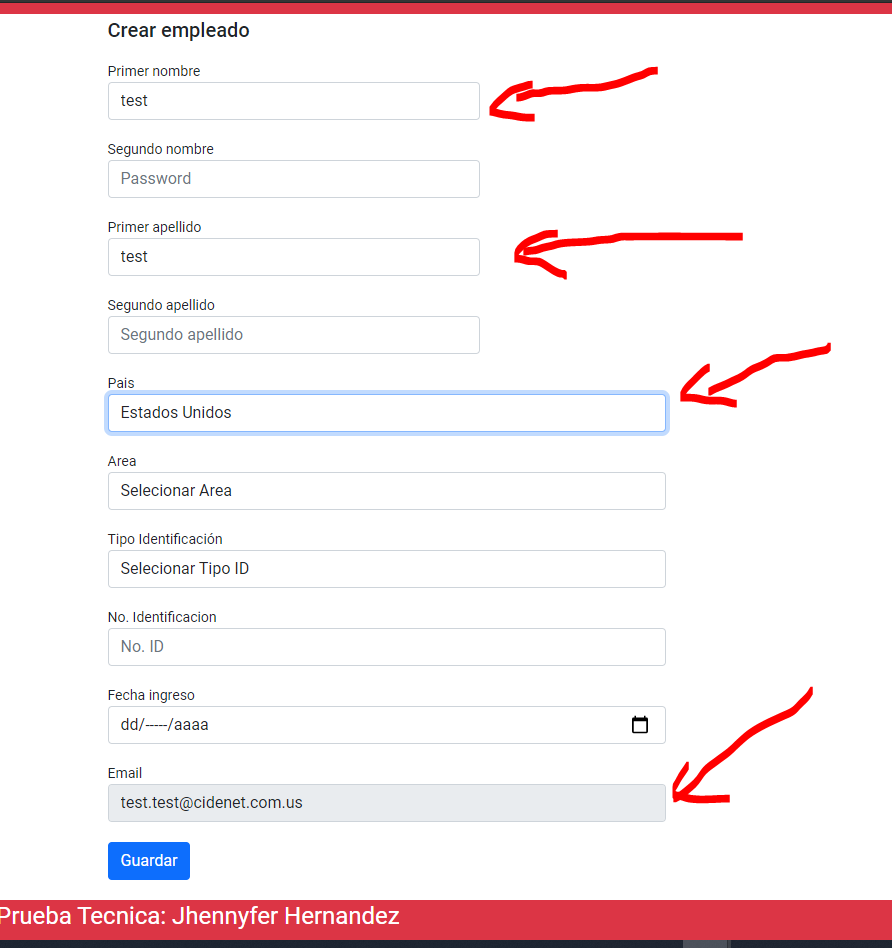 Crear empleado
Primer nombre
test
Segundo nombre
Password
Primer apellido
test
Segundo apellido
Segundo apellido
Pais
Estados Unidos
Area
Selecionar Area
Tipo Identificación
Selecionar Tipo ID
No. Identificacion
No. ID
Fecha ingreso
dd/-----/aaaa
Email
test.test@cidenet.com.us
Guardar
Prueba Tecnica: Jhennyfer Hernandez